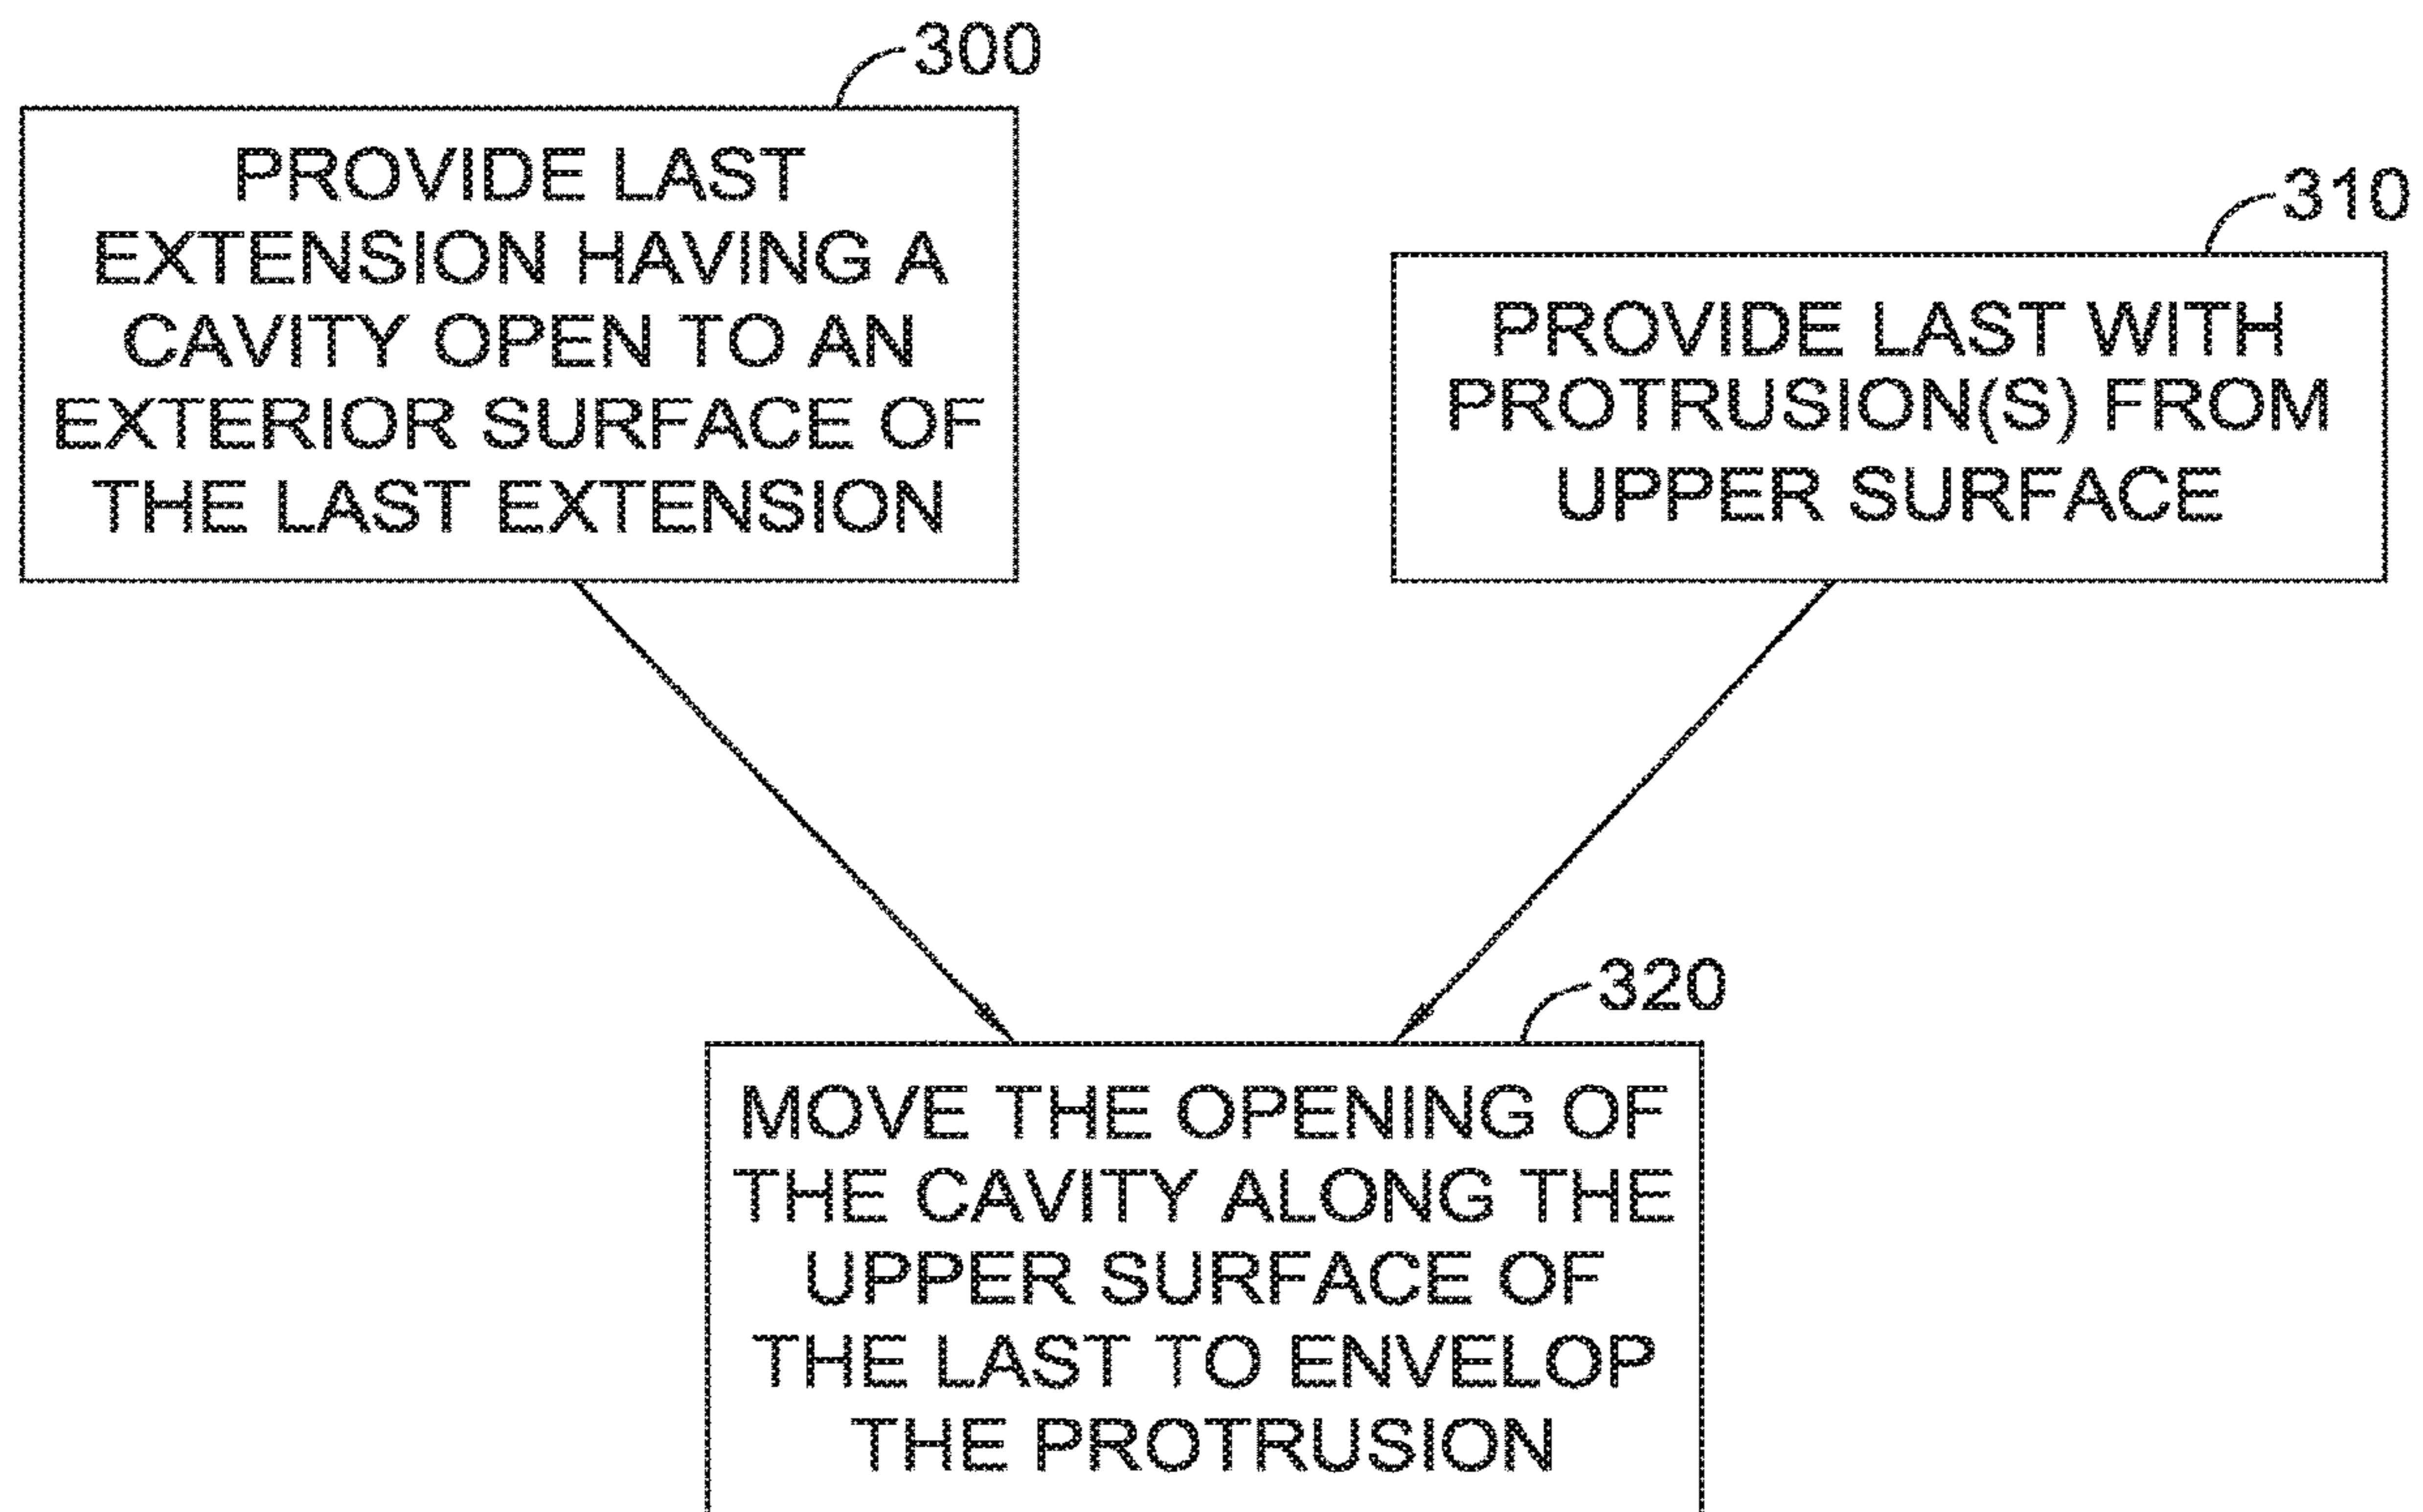 300
PROVIDE LAST
EXTENSION HAVING A
CAVITY OPEN TO AN
EXTERIOR SURFACE OF
THE LAST EXTENSION
310
PROVIDE LAST WITH
PROTRUSION(S) FROM
UPPER SURFACE
320
MOVE THE OPENING OF
THE CAVITY ALONG THE
UPPER SURFACE OF
THE LAST TO ENVELOP
THE PROTRUSION